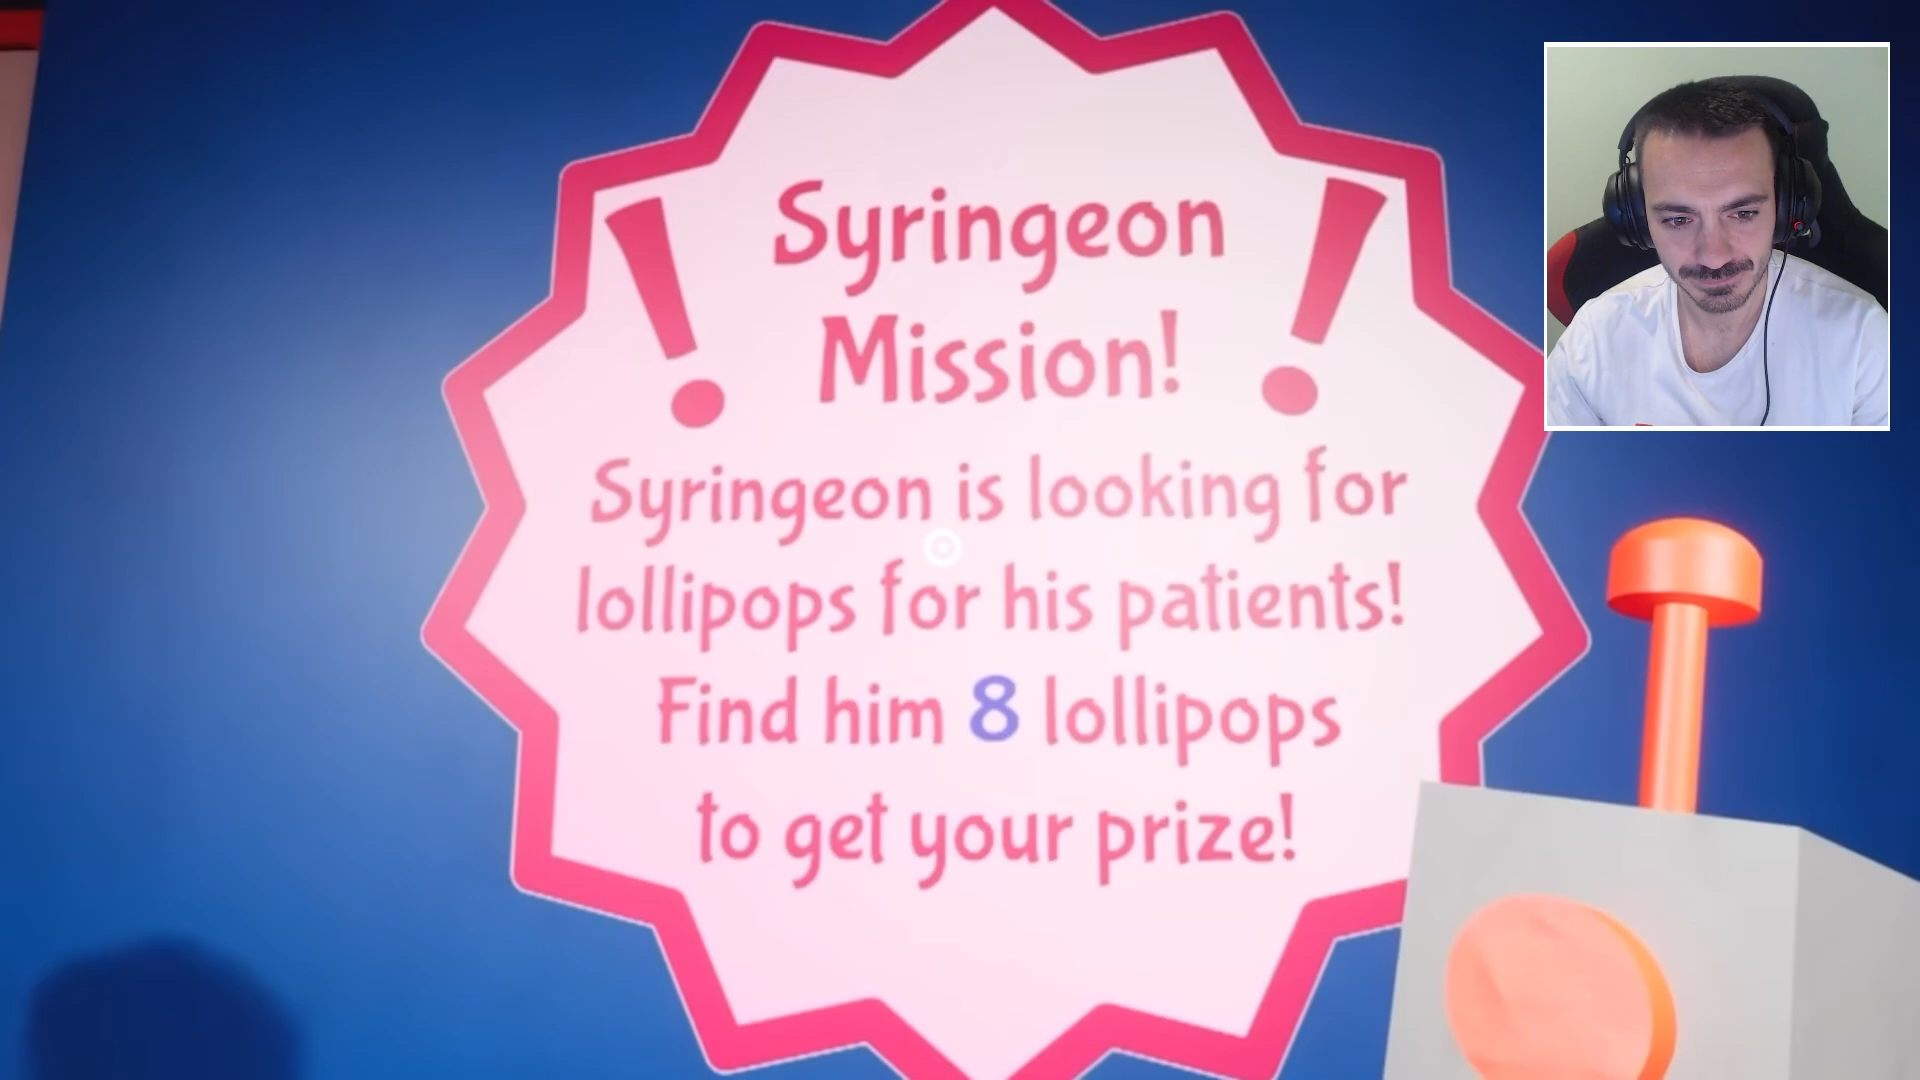 Syringeon
Mission!
Syringeon is looking for
lollipops for his patients!
Find him 8 lollipops
to get your prize!